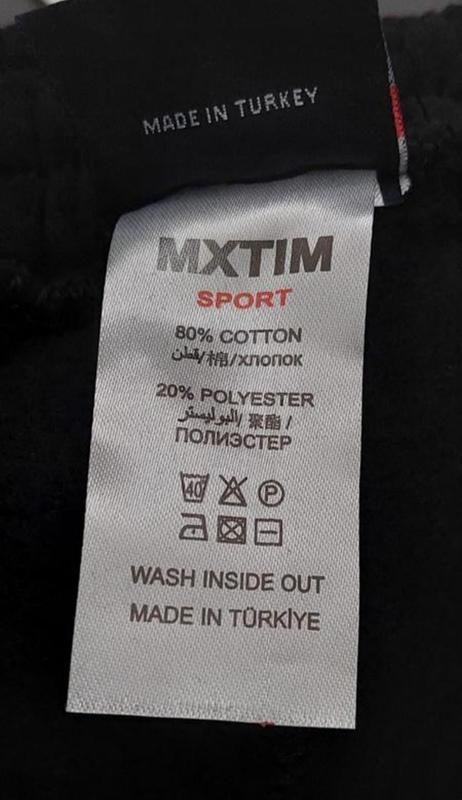 MADE IN TURKEY
MXTIM
SPORT
80% COTTON
قطن/棉/ХЛОПОК
20% POLYESTER
البوليستر/ 聚酯 /
ПОЛИЭСТЕР
40 P
WASH INSIDE OUT
MADE IN TÜRKİYE